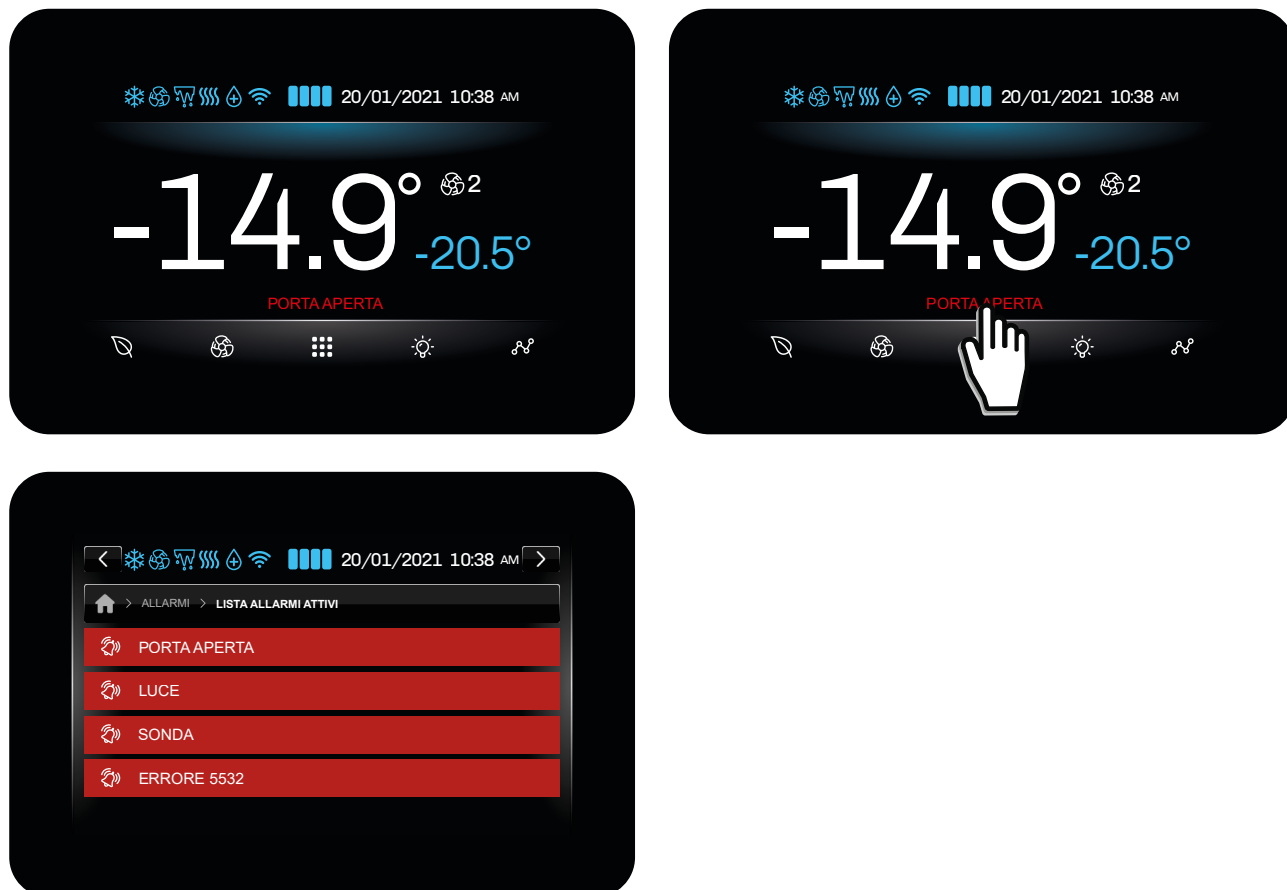 20/01/2021 10:38 AM
-14.9° 2
-20.5°
PORTA APERTA
20/01/2021 10:38 AM
-14.9° 2
-20.5°
PORTA APERTA
20/01/2021 10:38 AM
> ALLARMI > LISTA ALLARMI ATTIVI
PORTA APERTA
LUCE
SONDA
ERRORE 5532